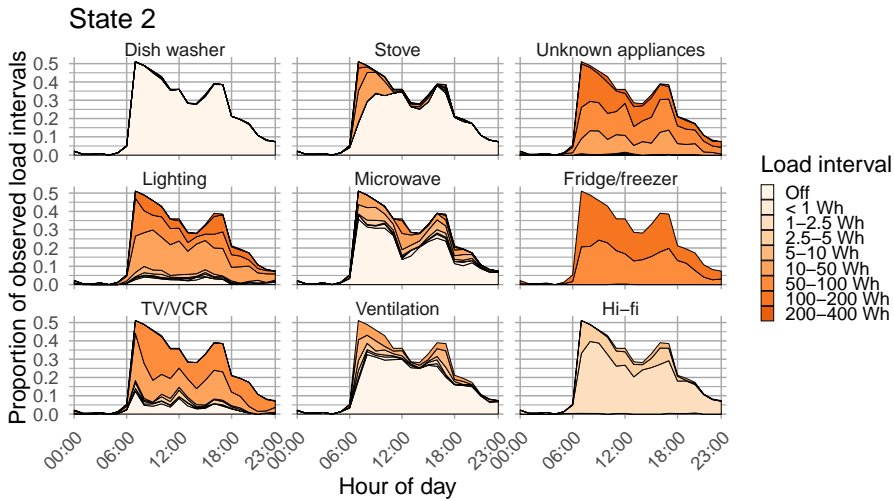 State 2
Dish washer Stove Unknown appliances
0.5
0.4
0.3
0.2
0.1
0.0
Lighting Microwave Fridge/freezer
0.5
0.4
0.3
0.2
0.1
0.0
TV/VCR Ventilation Hi−fi
0.5
0.4
0.3
0.2
0.1
0.0
00:00 06:00 12:00 18:00 23:00 00:00 06:00 12:00 18:00 23:00 00:00 06:00 12:00 18:00 23:00
Hour of day
Proportion of observed load intervals
Load interval
Off
< 1 Wh
1−2.5 Wh
2.5−5 Wh
5−10 Wh
10−50 Wh
50−100 Wh
100−200 Wh
200−400 Wh